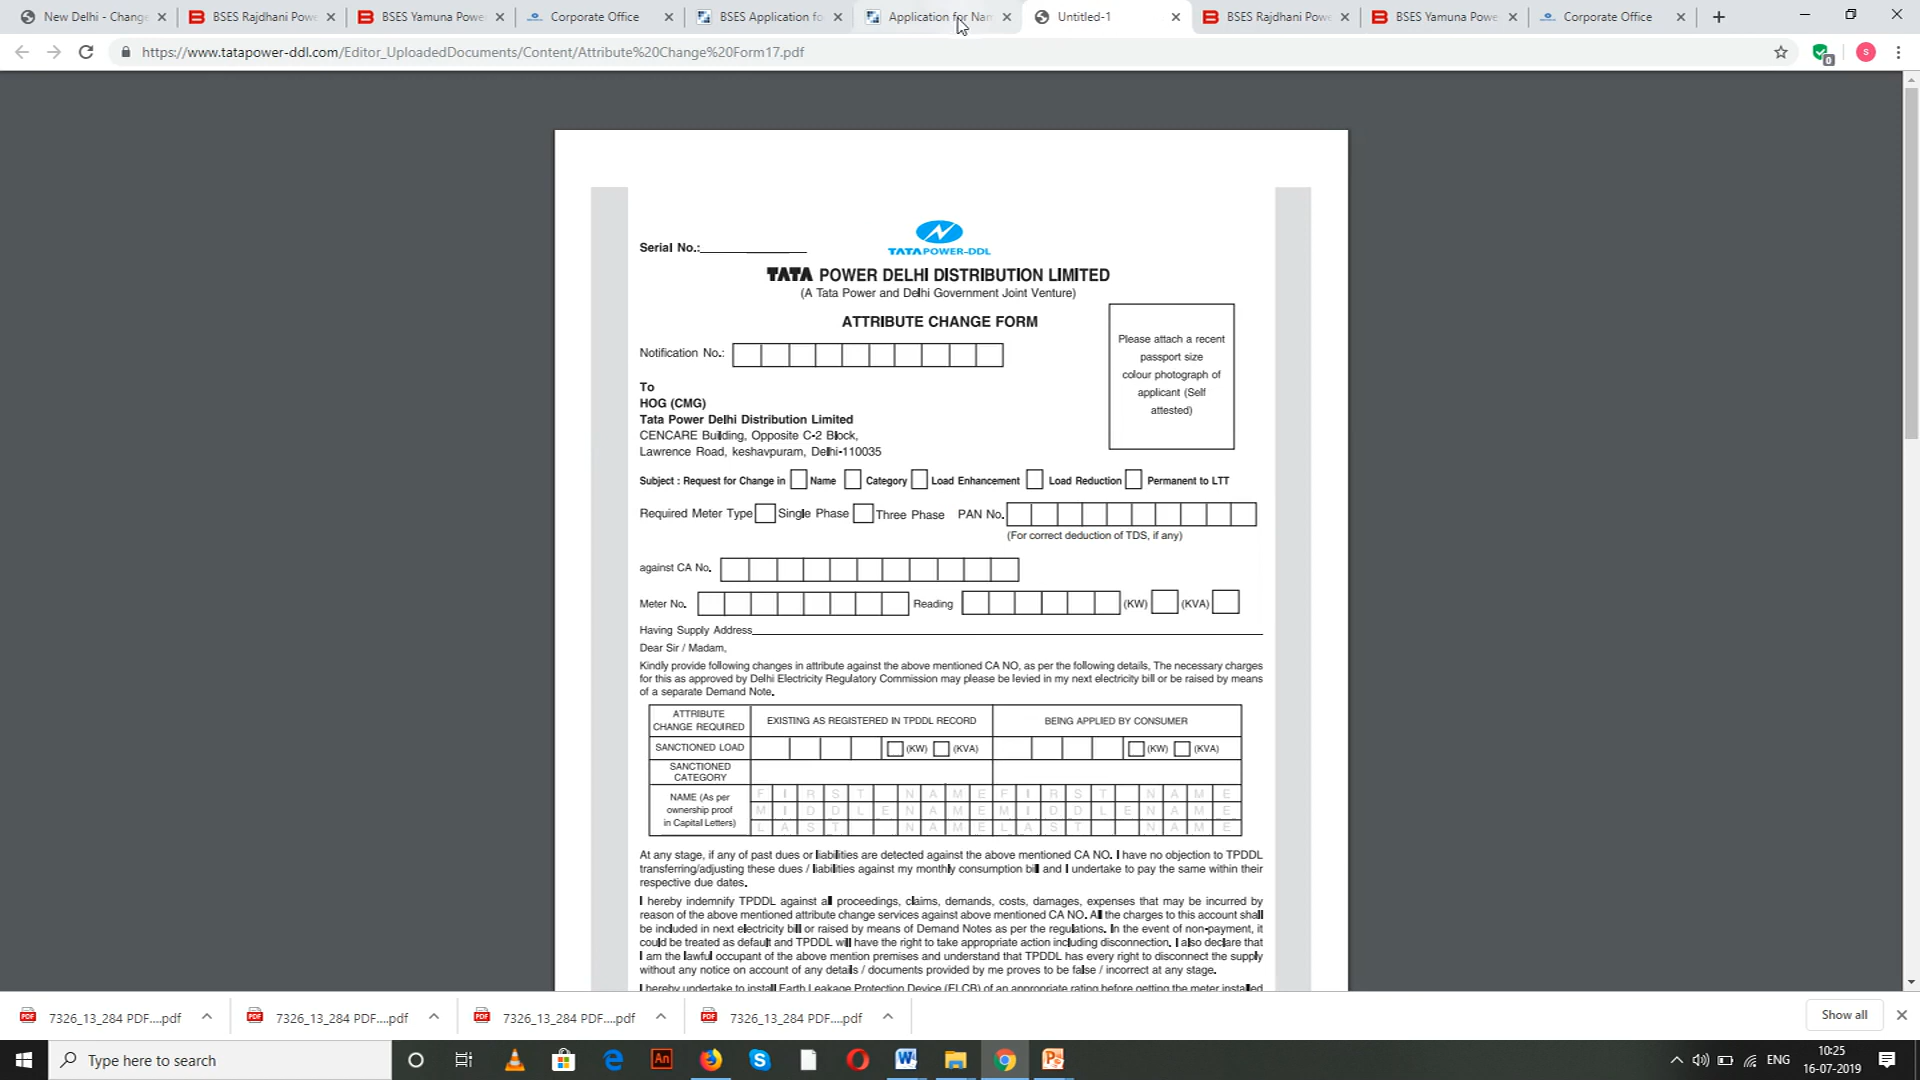 New Delhi - Change
BSES Rajdhani Powe
BSES Yamuna Powe
Corporate Office
BSES Application fo
Application for Nam
Untitled-1
BSES Rajdhani Powe
BSES Yamuna Powe
Corporate Office
https://www.tatapower-ddl.com/Editor_UploadedDocuments/Content/Attribute%20Change%20Form17.pdf
0
S
Serial No.:
TATA POWER-DDL
TATA POWER DELHI DISTRIBUTION LIMITED
(A Tata Power and Delhi Government Joint Venture)
ATTRIBUTE CHANGE FORM
Please attach a recent
passport size
colour photograph of
applicant (Self
attested)
Notification No.:
To
HOG (CMG)
Tata Power Delhi Distribution Limited
CENCARE Building, Opposite C-2 Block,
Lawrence Road, keshavpuram, Delhi-110035
Subject : Request for Change in Name Category Load Enhancement Load Reduction Permanent to LTT
Required Meter Type Single Phase Three Phase PAN No.
(For correct deduction of TDS, if any)
against CA No.
Meter No. Reading (KW) (KVA)
Having Supply Address
Dear Sir / Madam,
Kindly provide following changes in attribute against the above mentioned CA NO, as per the following details, The necessary charges
for this as approved by Delhi Electricity Regulatory Commission may please be levied in my next electricity bill or be raised by means
of a separate Demand Note.
ATTRIBUTE
CHANGE REQUIRED
EXISTING AS REGISTERED IN TPDDL RECORD
BEING APPLIED BY CONSUMER
SANCTIONED LOAD (KW) (KVA) (KW) (KVA)
SANCTIONED
CATEGORY
NAME (As per
ownership proof
in Capital Letters)
FIRST NAME FIRST NAME
MIDDLE NAME MIDDLE NAME
LAST NAME LAST NAME
At any stage, if any of past dues or liabilities are detected against the above mentioned CA NO. I have no objection to TPDDL
transferring/adjusting these dues / liabilities against my monthly consumption bill and I undertake to pay the same within their
respective due dates.
I hereby indemnify TPDDL against all proceedings, claims, demands, costs, damages, expenses that may be incurred by
reason of the above mentioned attribute change services against above mentioned CA NO. All the charges to this account shall
be included in next electricity bill or raised by means of Demand Notes as per the regulations. In the event of non-payment, it
could be treated as default and TPDDL will have the right to take appropriate action including disconnection. I also declare that
I am the lawful occupant of the above mention premises and understand that TPDDL has every right to disconnect the supply
without any notice on account of any details / documents provided by me proves to be false / incorrect at any stage.
I hereby undertake to install Earth Leakage Protection Device (ELCB) of an appropriate rating before getting the meter installed
7326_13_284 PDF....pdf
7326_13_284 PDF....pdf
7326_13_284 PDF....pdf
7326_13_284 PDF....pdf
Show all
Type here to search
ENG
10:25
16-07-2019